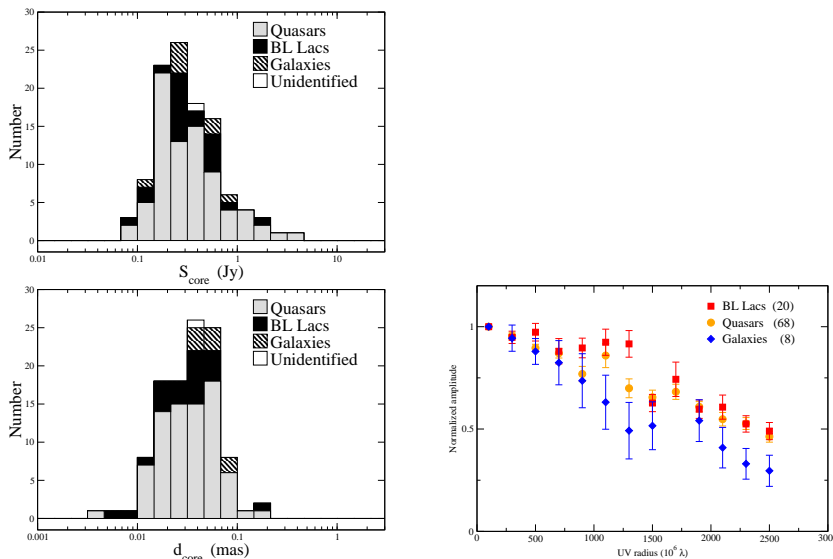 30
25
20
15
10
5
0
Number
Quasars
BL Lacs
Galaxies
Unidentified
0.01 0.1 1 10
S_core (Jy)
30
25
20
15
10
5
0
Number
Quasars
BL Lacs
Galaxies
Unidentified
0.001 0.01 0.1 1 10
d_core (mas)
1
0.5
0
Normalized amplitude
BL Lacs (20)
Quasars (68)
Galaxies (8)
0 500 1000 1500 2000 2500 300
UV radius (10^6 λ)